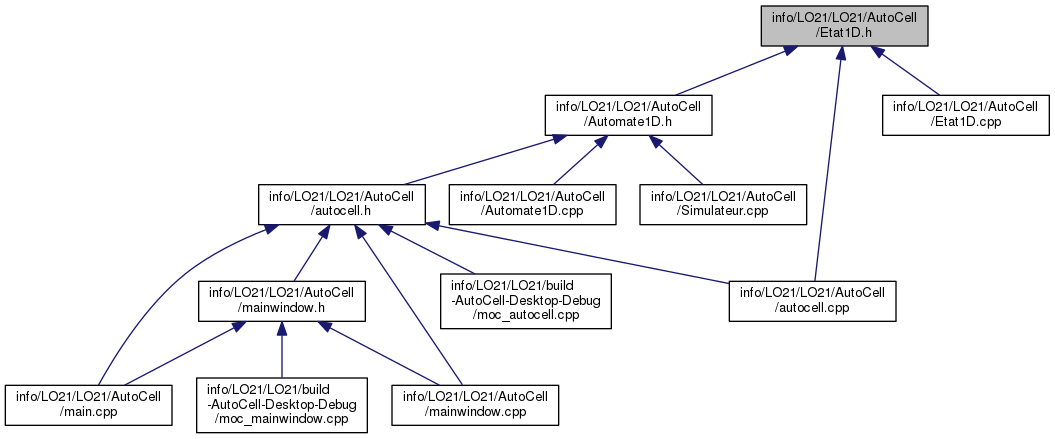 info/LO21/LO21/AutoCell
/Etat1D.h
info/LO21/LO21/AutoCell
/Automate1D.h
info/LO21/LO21/AutoCell
/Etat1D.cpp
info/LO21/LO21/AutoCell
/autocell.h
info/LO21/LO21/AutoCell
/Automate1D.cpp
info/LO21/LO21/AutoCell
/Simulateur.cpp
info/LO21/LO21/AutoCell
/mainwindow.h
info/LO21/LO21/build
-AutoCell-Desktop-Debug
/moc_autocell.cpp
info/LO21/LO21/AutoCell
/autocell.cpp
info/LO21/LO21/AutoCell
/main.cpp
info/LO21/LO21/build
-AutoCell-Desktop-Debug
/moc_mainwindow.cpp
info/LO21/LO21/AutoCell
/mainwindow.cpp